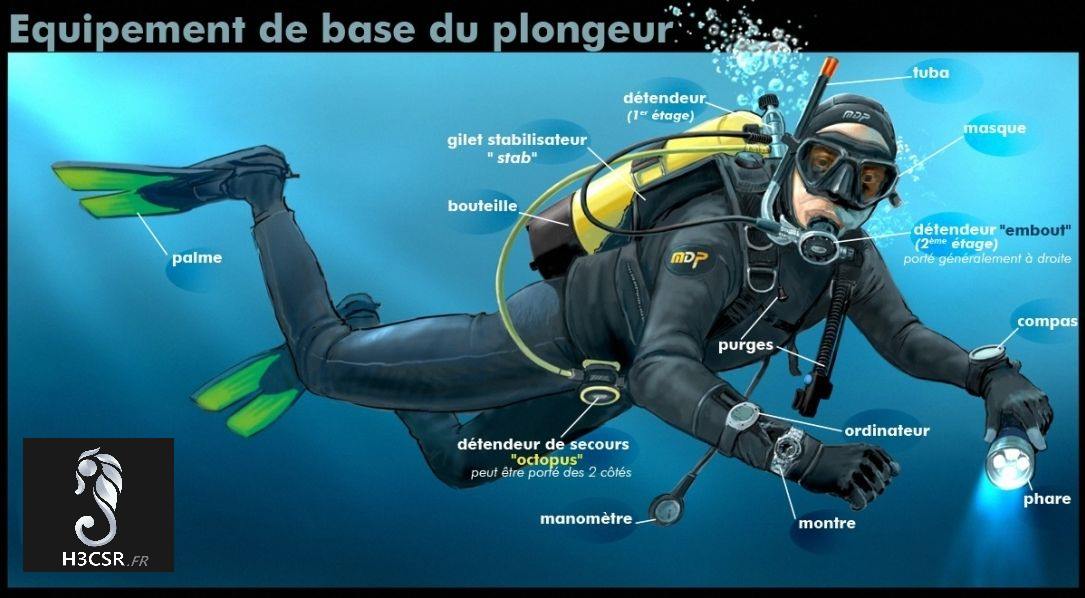 Equipement de base du plongeur
tuba
détendeur
(1er étage)
MDP
masque
gilet stabilisateur
"stab"
bouteille
détendeur "embout"
(2ème étage)
porté généralement à droite
palme
MDP
compas
purges
ordinateur
détendeur de secours
"octopus"
peut être porté des 2 côtés
phare
manomètre
montre
H3CSR.FR